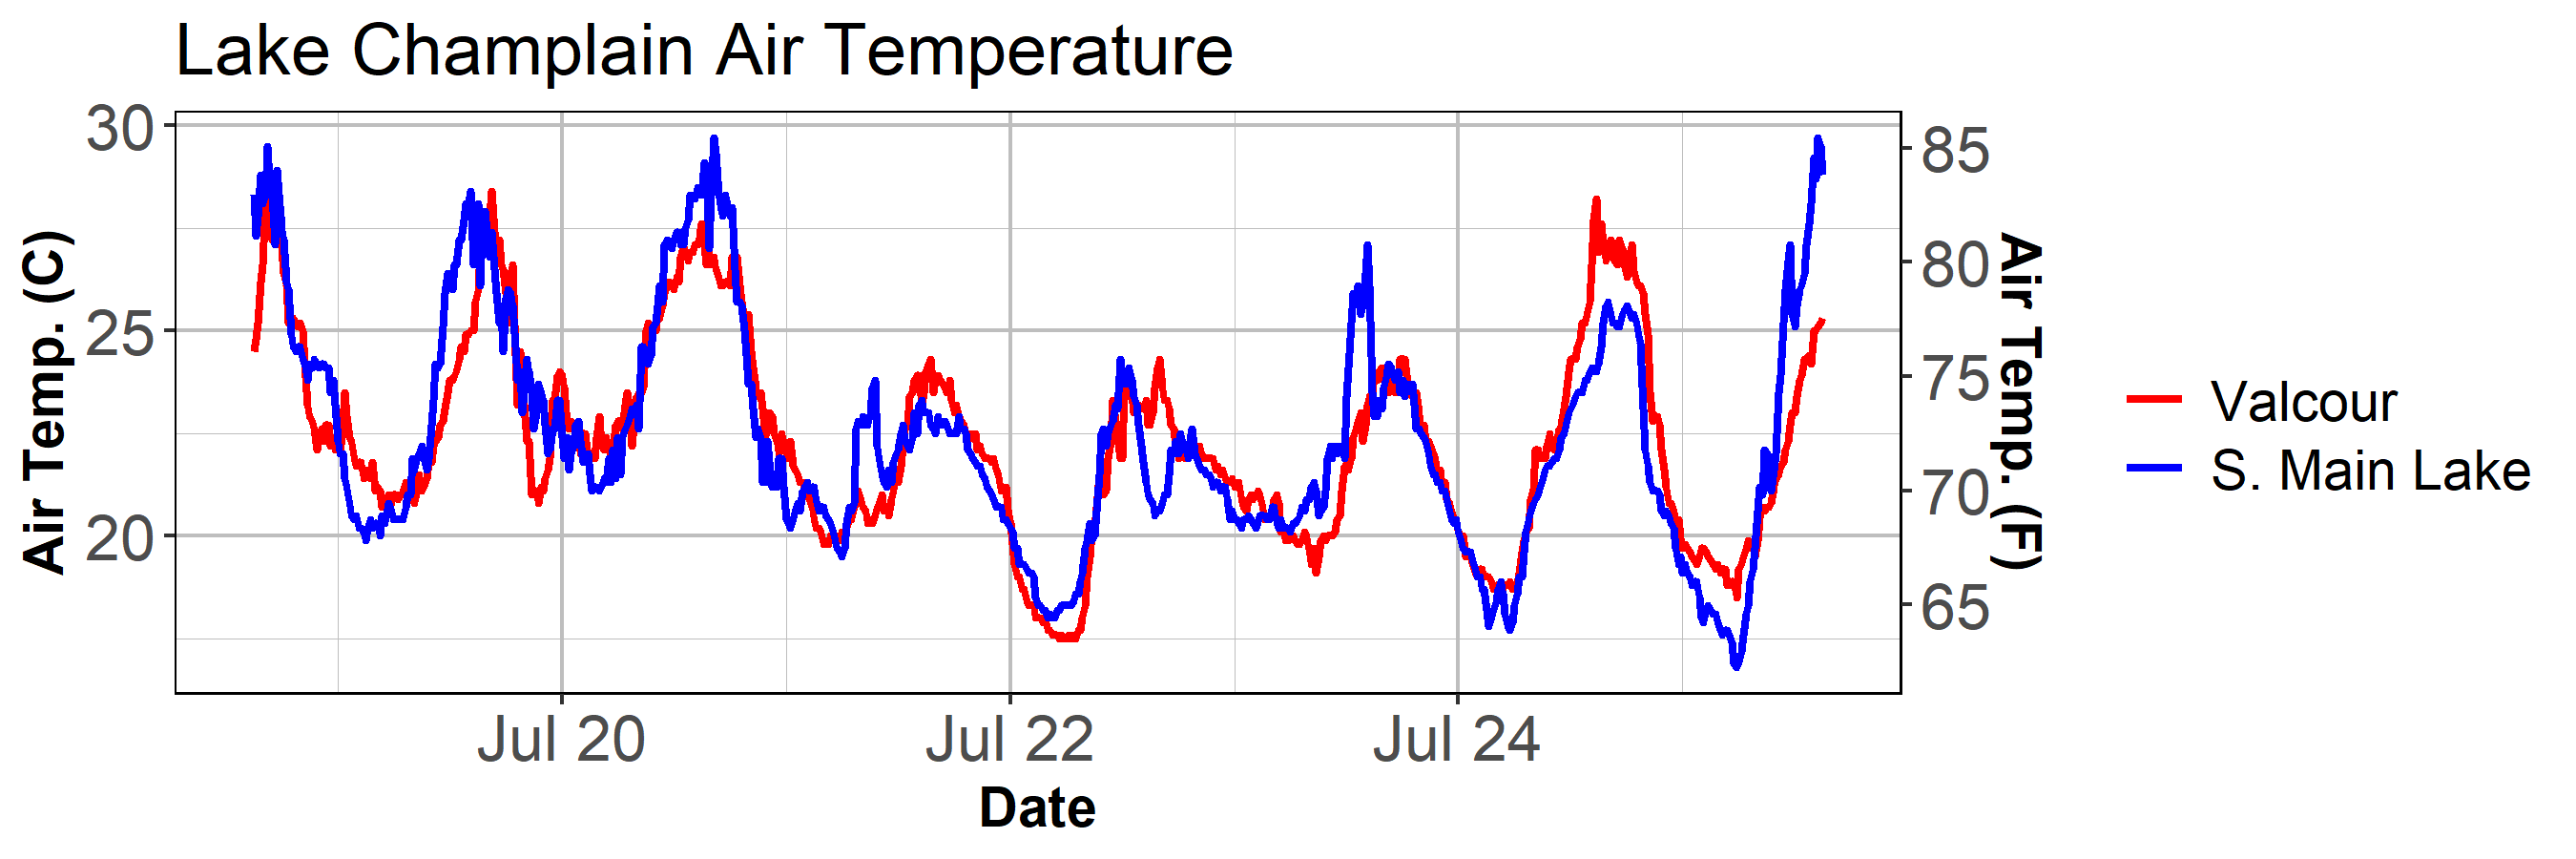 Lake Champlain Air Temperature
30
25
20
Air Temp. (C)
85
80
75
70
65
Air Temp. (F)
Jul 20
Jul 22
Jul 24
Date
Valcour
S. Main Lake